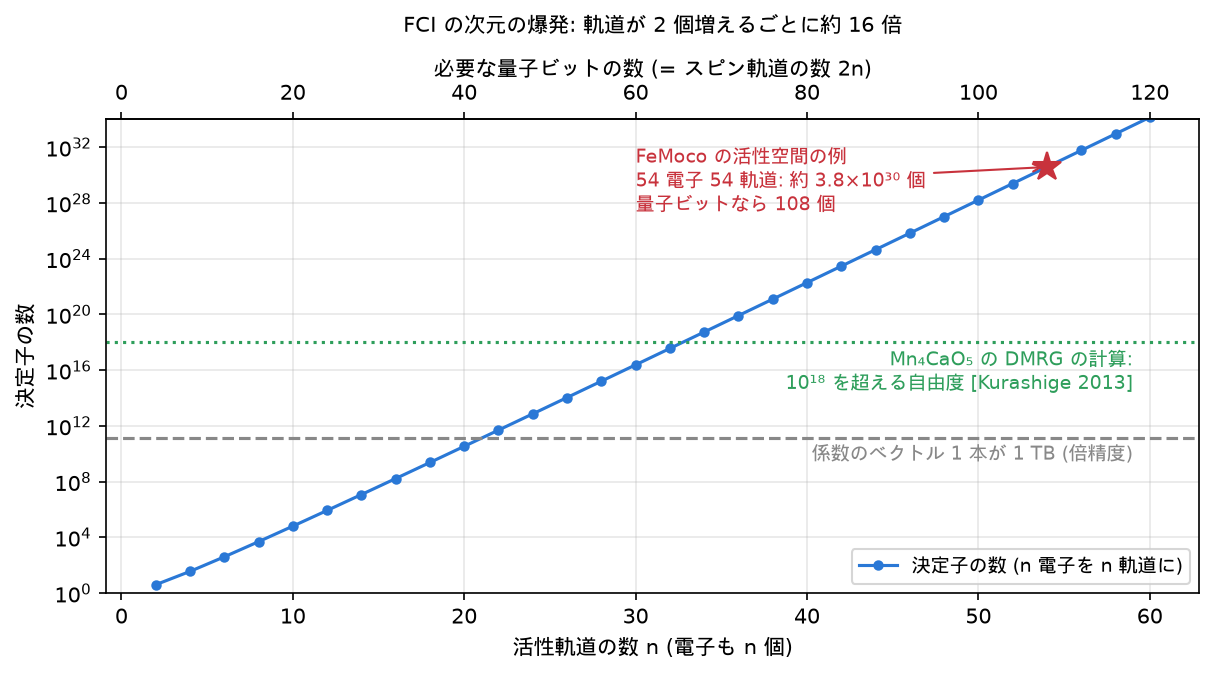 FCI の次元の爆発: 軌道が 2 個増えるごとに約 16 倍
必要な量子ビットの数 (= スピン軌道の数 2n)
0 20 40 60 80 100 120
10³²
10²⁸
10²⁴
10²⁰
10¹⁶
10¹²
10⁸
10⁴
10⁰
決定子の数
FeMoco の活性空間の例
54 電子 54 軌道: 約 3.8×10³⁰ 個
量子ビットなら 108 個
Mn₄CaO₅ の DMRG の計算:
10¹⁸ を超える自由度 [Kurashige 2013]
係数のベクトル 1 本が 1 TB (倍精度)
決定子の数 (n 電子を n 軌道に)
0 10 20 30 40 50 60
活性軌道の数 n (電子も n 個)